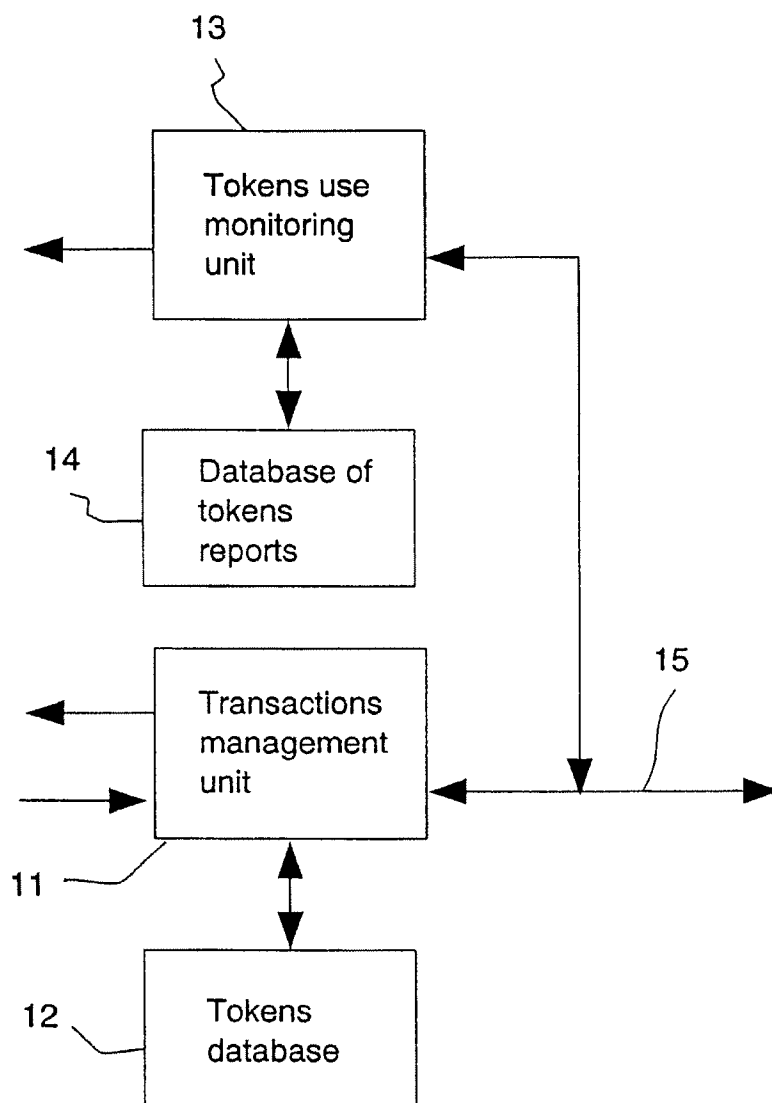 13
Tokens use
monitoring
unit
14
Database of
tokens
reports
15
Transactions
management
unit
11
12
Tokens
database